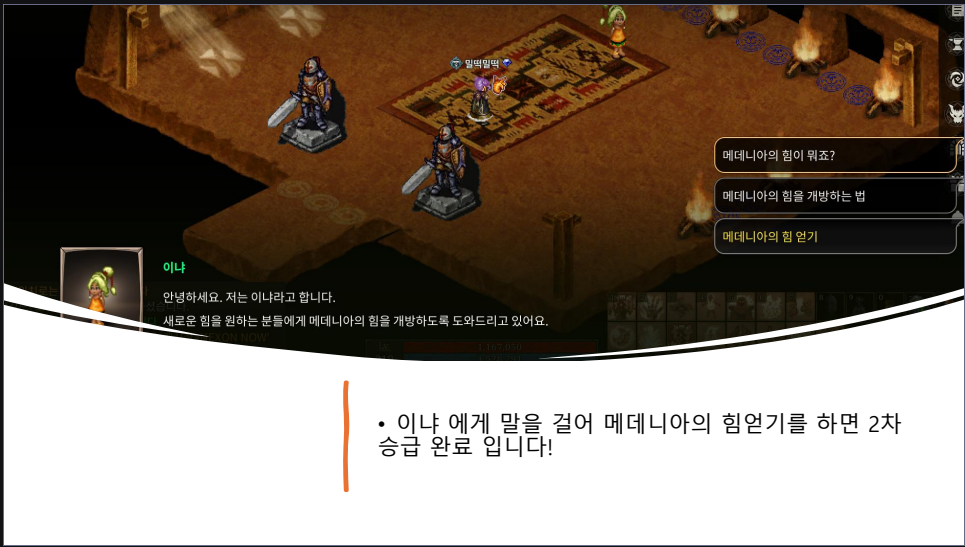 밀떡밀떡
메데니아의 힘이 뭐죠?
메데니아의 힘을 개방하는 법
메데니아의 힘 얻기
이냐
안녕하세요. 저는 이냐라고 합니다.
새로운 힘을 원하는 분들에게 메데니아의 힘을 개방하도록 도와드리고 있어요.
• 이냐 에게 말을 걸어 메데니아의 힘얻기를 하면 2차
승급 완료 입니다!